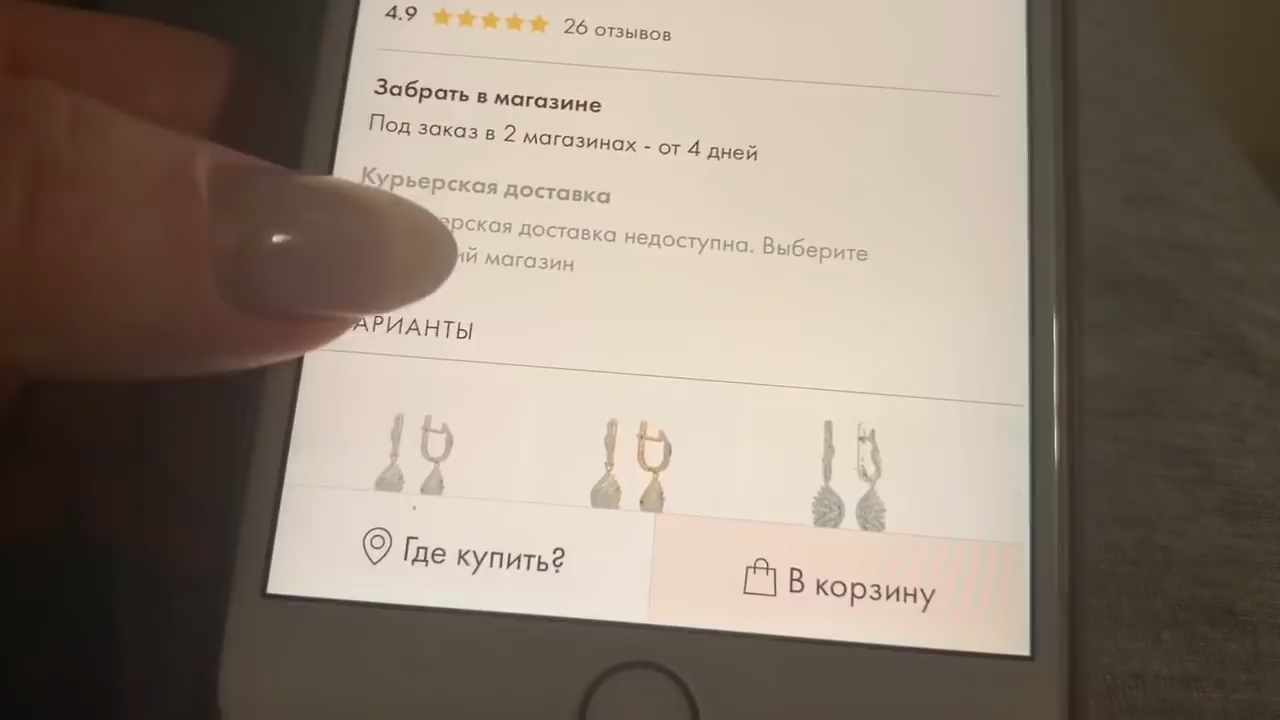 4.9 26 отзывов
Забрать в магазине
Под заказ в 2 магазинах - от 4 дней
Курьерская доставка
доставка недоступна. Выберите
магазин
Где купить?
В корзину